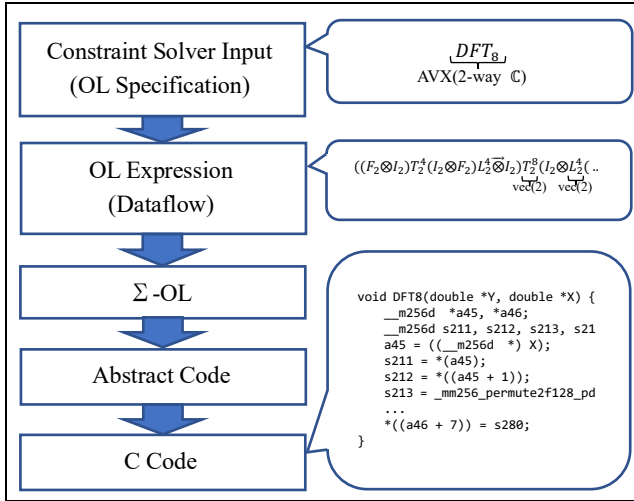 Constraint Solver Input
(OL Specification)
DFT₈
AVX(2-way ℂ)
OL Expression
(Dataflow)
((F₂⊗I₂)T₂⁴(I₂⊗F₂)L₂⁴⊗⃗I₂)T₂⁸(I₂⊗L₂⁴( ..
vec(2) vec(2)
Σ-OL
Abstract Code
C Code
void DFT8(double *Y, double *X) {
__m256d *a45, *a46;
__m256d s211, s212, s213, s21
a45 = ((__m256d *) X);
s211 = *(a45);
s212 = *((a45 + 1));
s213 = _mm256_permute2f128_pd
...
*((a46 + 7)) = s280;
}